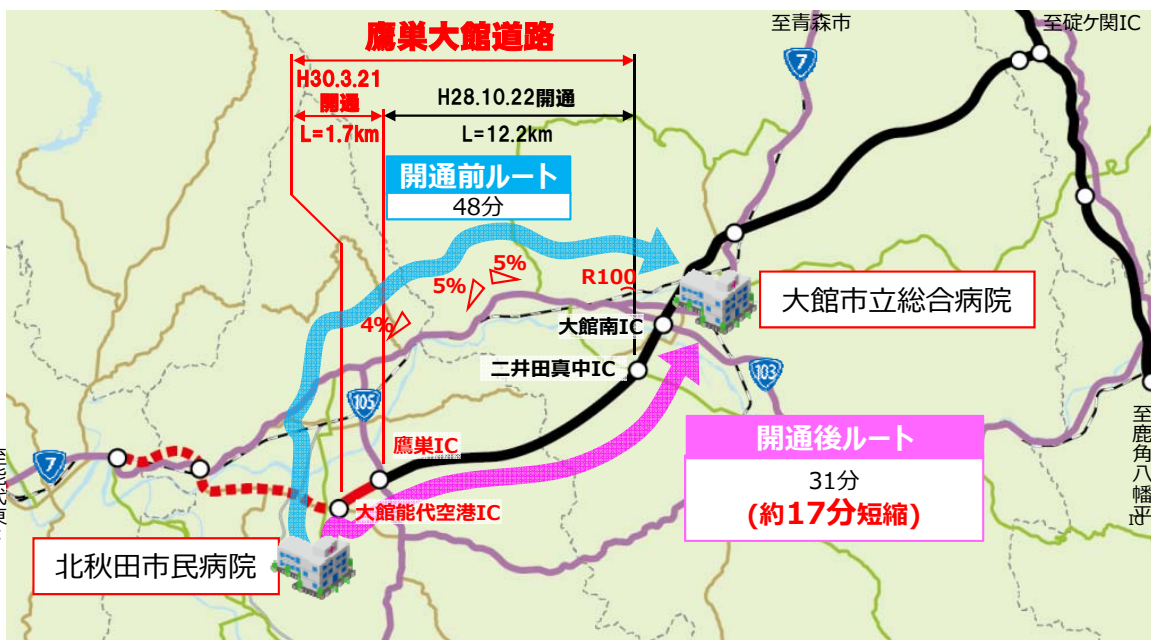 至青森市
至碇ケ関IC
鷹巣大館道路
7
H30.3.21
開通
L=1.7km
H28.10.22開通
L=12.2km
開通前ルート
48分
5%
5%
4%
R100
大館市立総合病院
大館南IC
二井田真中IC
103
105
鷹巣IC
開通後ルート
31分
(約17分短縮)
至鹿角八幡平IC
7
大館能代空港IC
北秋田市民病院